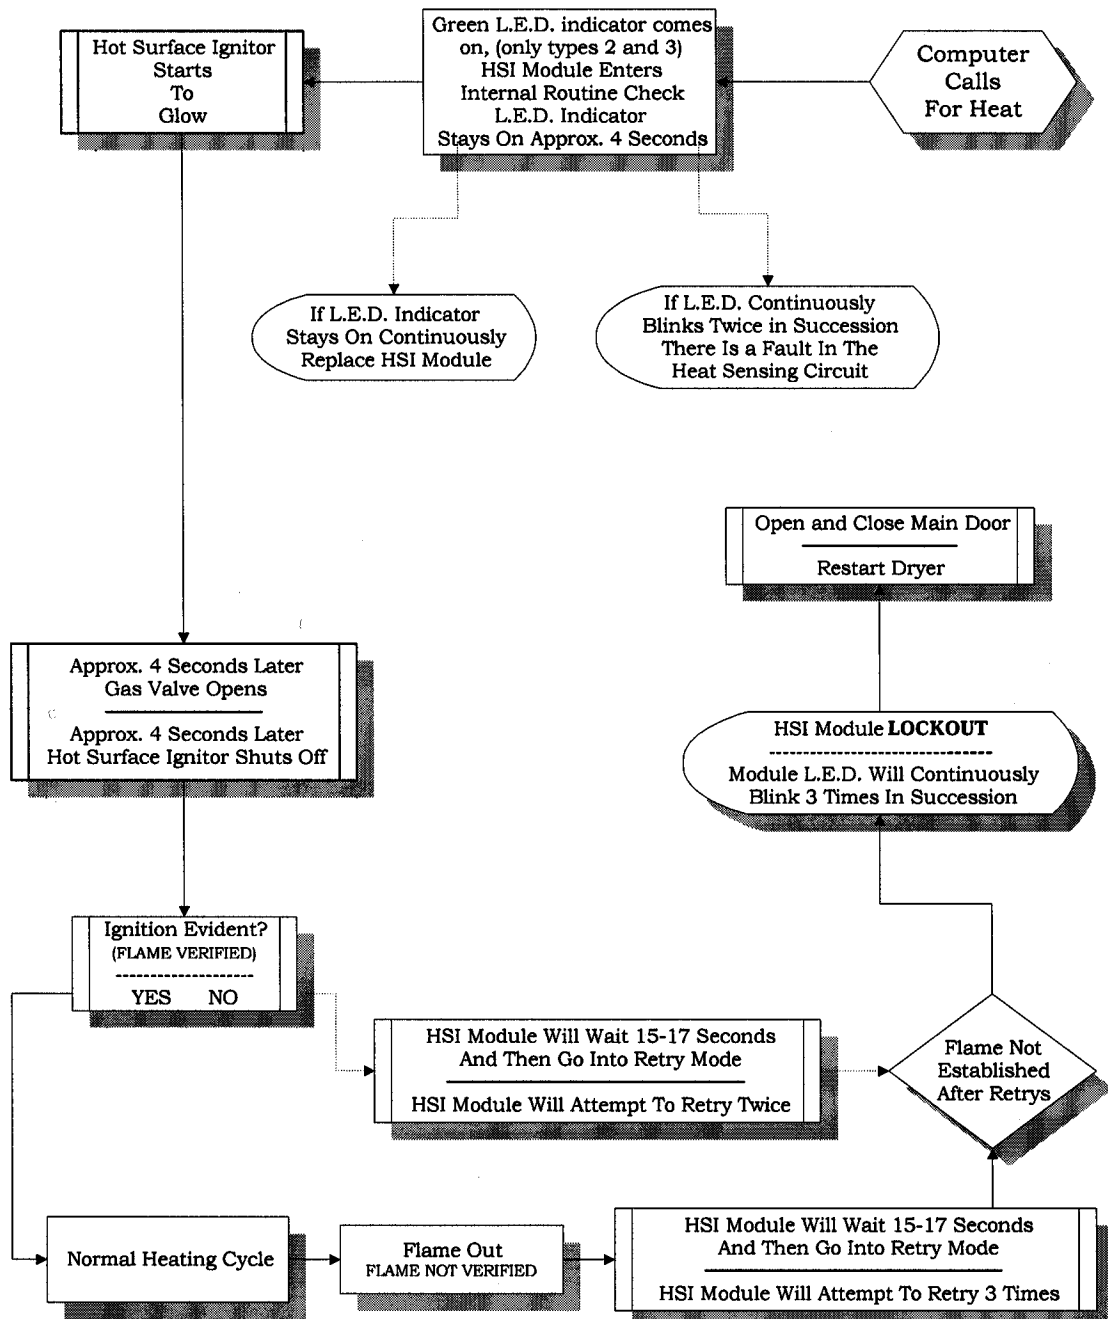 Computer
Calls
For Heat
Green L.E.D. indicator comes
on, (only types 2 and 3)
HSI Module Enters
Internal Routine Check
L.E.D. Indicator
Stays On Approx. 4 Seconds
Hot Surface Ignitor
Starts
To
Glow
If L.E.D. Indicator
Stays On Continuously
Replace HSI Module
If L.E.D. Continuously
Blinks Twice in Succession
There Is a Fault In The
Heat Sensing Circuit
Approx. 4 Seconds Later
Gas Valve Opens
Approx. 4 Seconds Later
Hot Surface Ignitor Shuts Off
Ignition Evident?
(FLAME VERIFIED)
YES NO
HSI Module Will Wait 15-17 Seconds
And Then Go Into Retry Mode
HSI Module Will Attempt To Retry Twice
Normal Heating Cycle
Flame Out
FLAME NOT VERIFIED
HSI Module Will Wait 15-17 Seconds
And Then Go Into Retry Mode
HSI Module Will Attempt To Retry 3 Times
Flame Not
Established
After Retrys
HSI Module LOCKOUT
Module L.E.D. Will Continuously
Blink 3 Times In Succession
Open and Close Main Door
Restart Dryer